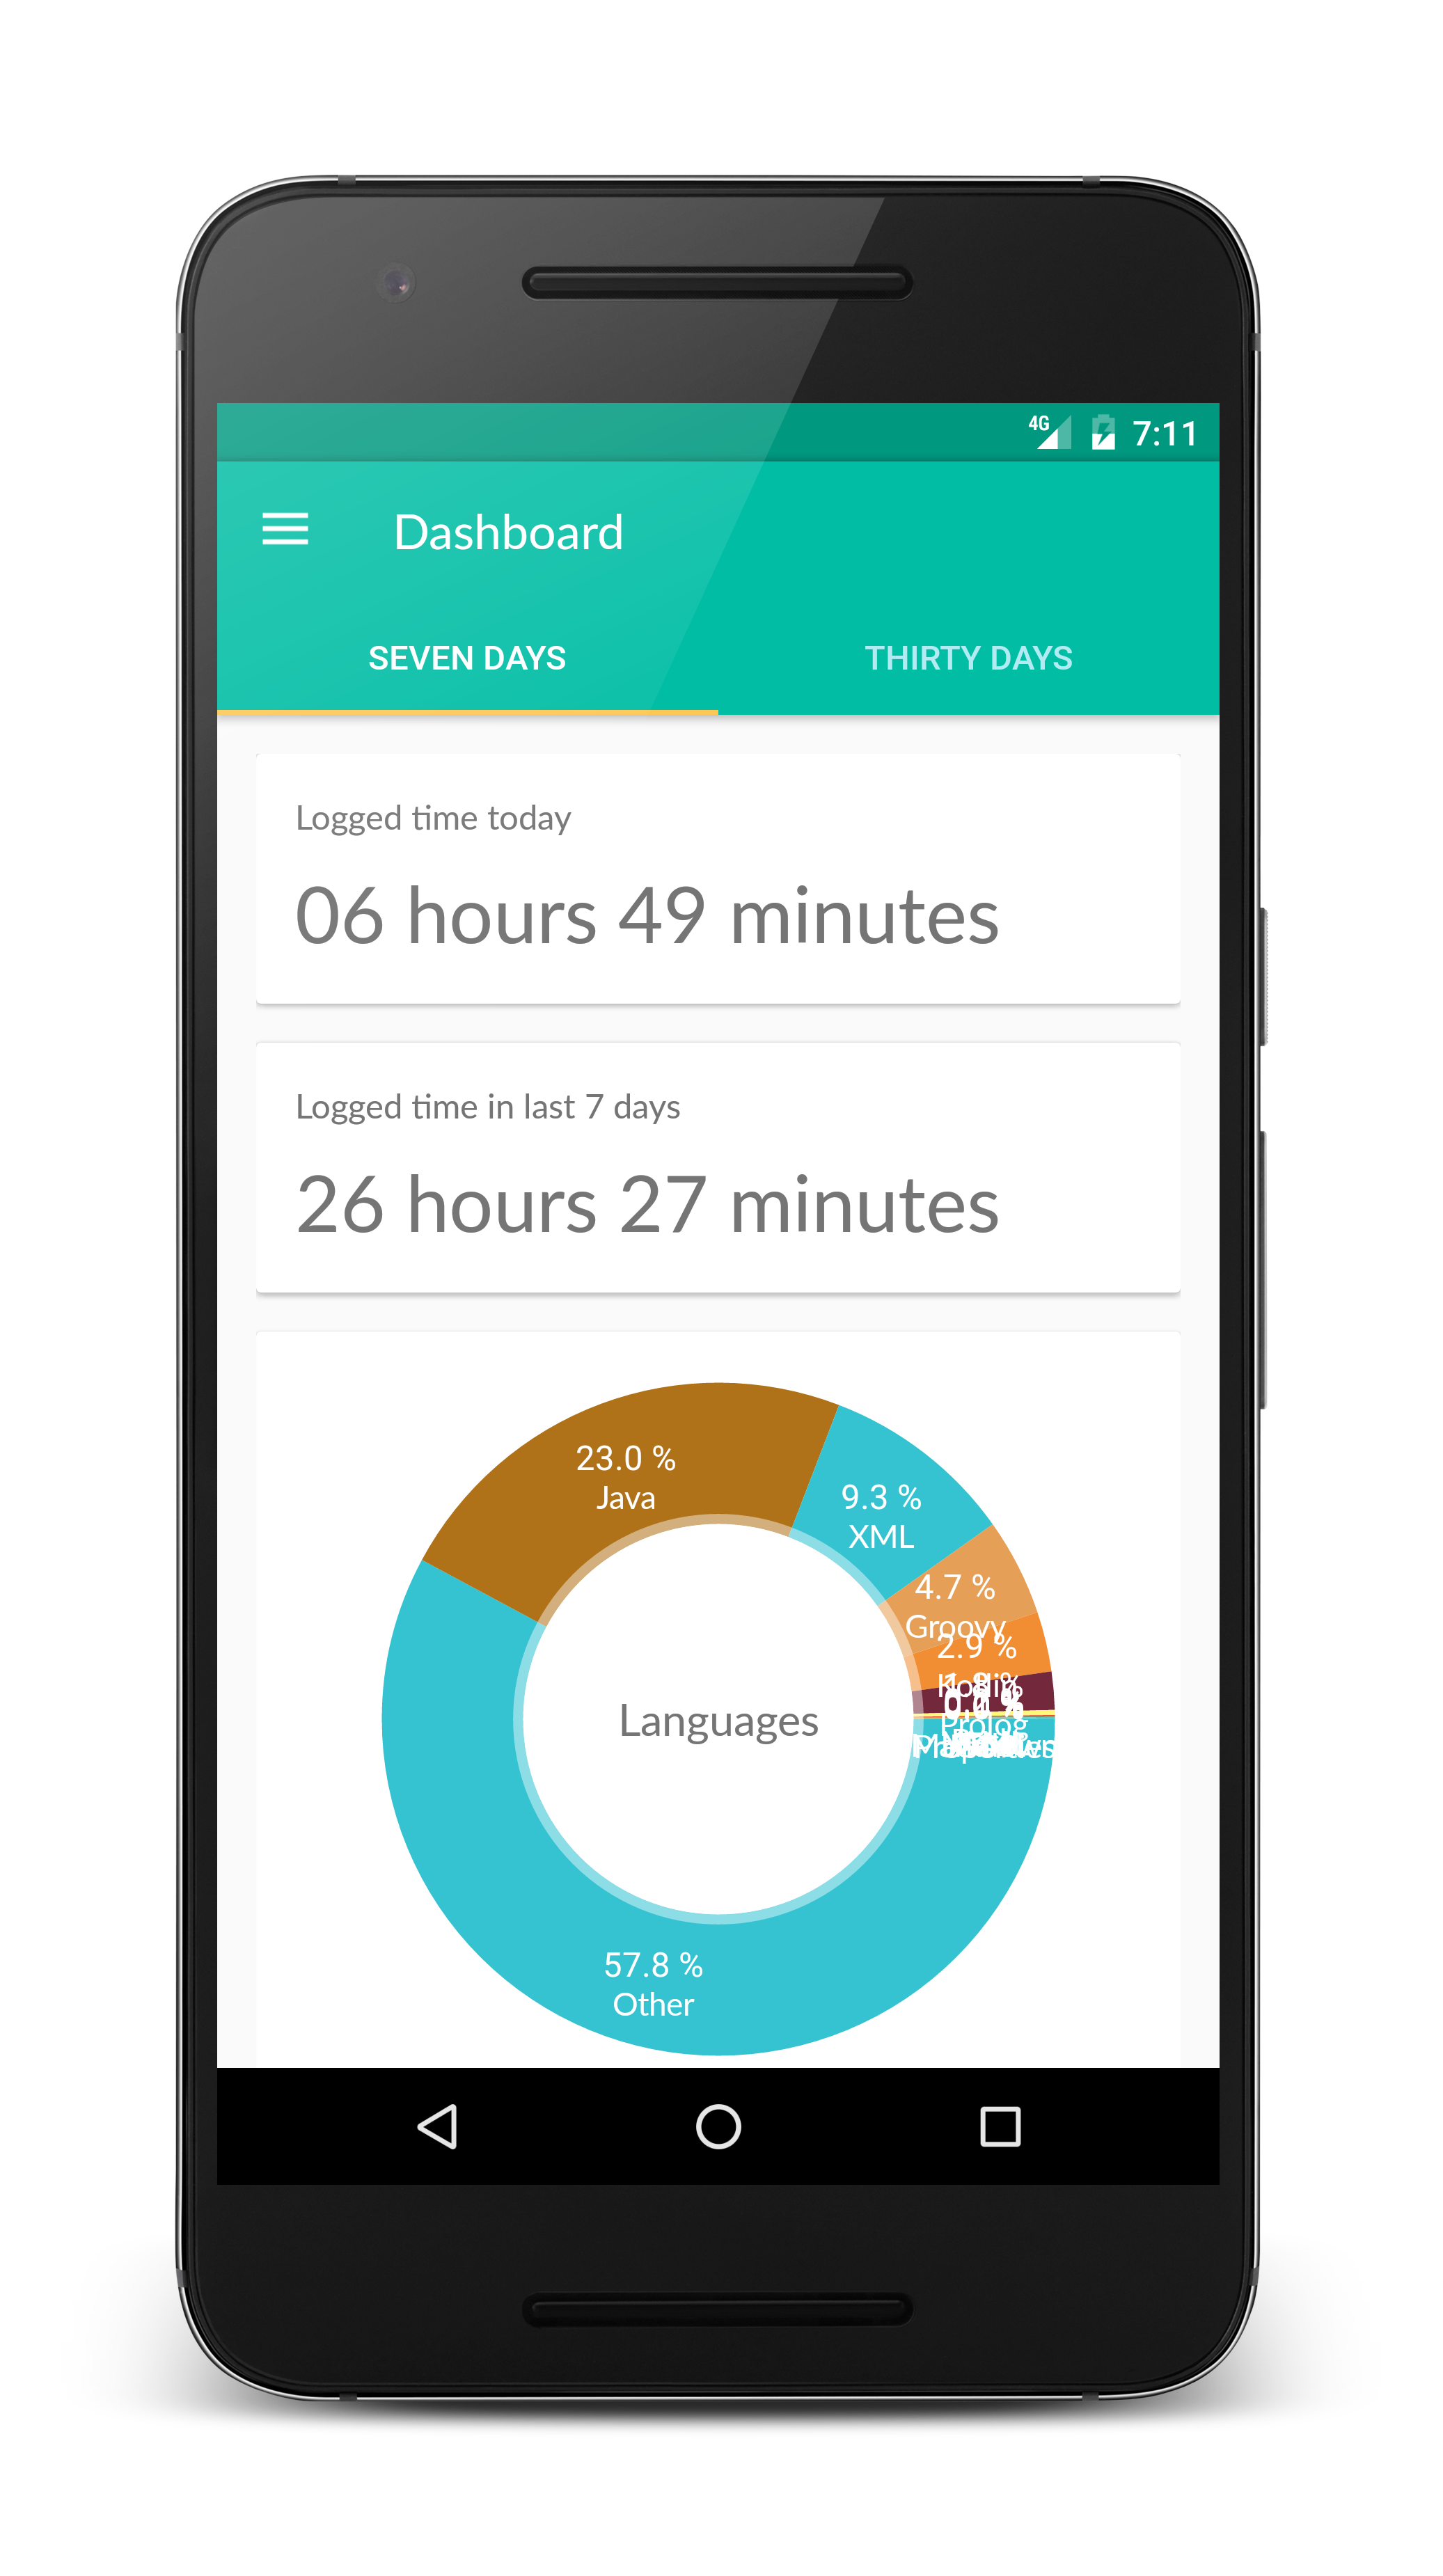 4G 7:11
Dashboard
SEVEN DAYS THIRTY DAYS
Logged time today
06 hours 49 minutes
Logged time in last 7 days
26 hours 27 minutes
23.0 %
Java
9.3 %
XML
4.7 %
Groovy
2.9 %
Kotlin
Prolog
Languages
57.8 %
Other